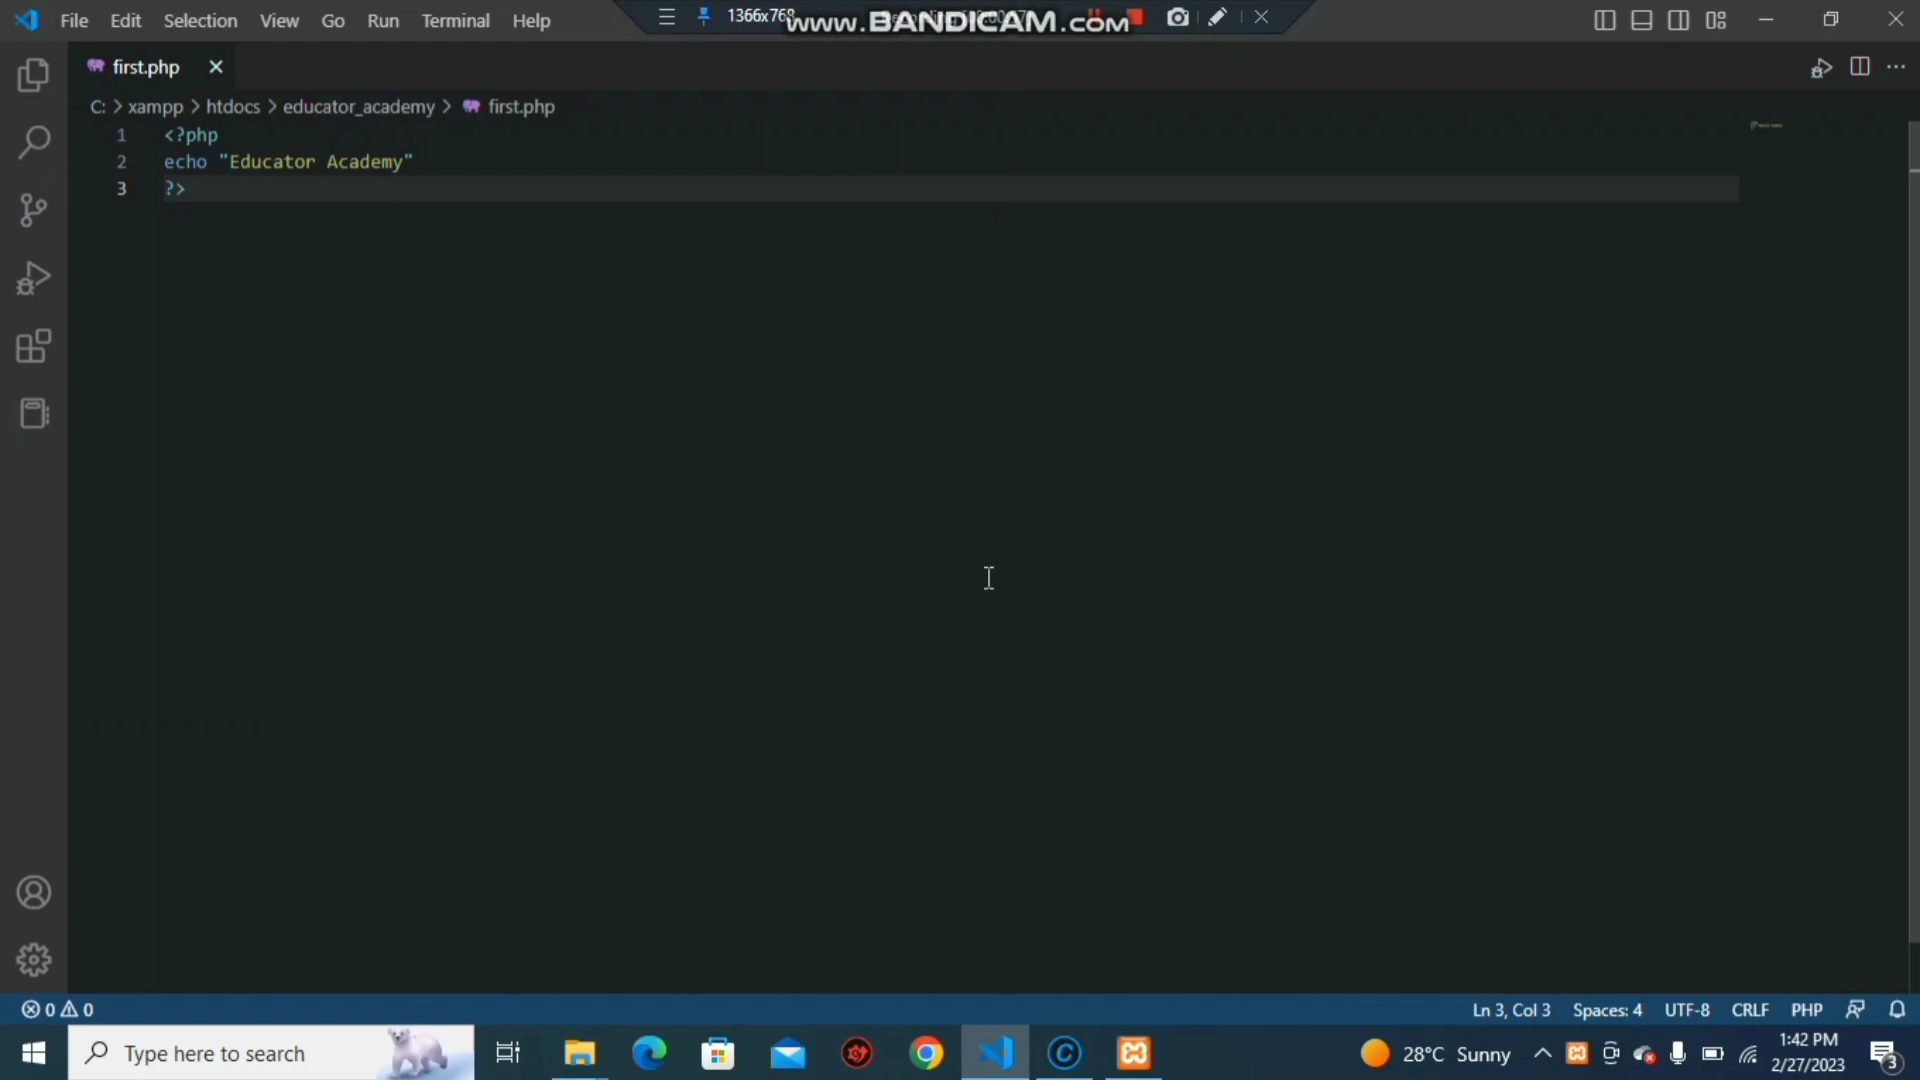 File Edit Selection View Go Run Terminal Help
1366x768
www.BANDICAM.com
first.php
C: > xampp > htdocs > educator_academy > first.php
1 <?php
2 echo "Educator Academy"
3 ?>
0 0
Ln 3, Col 3 Spaces: 4 UTF-8 CRLF PHP
Type here to search
28°C Sunny
1:42 PM
2/27/2023
3